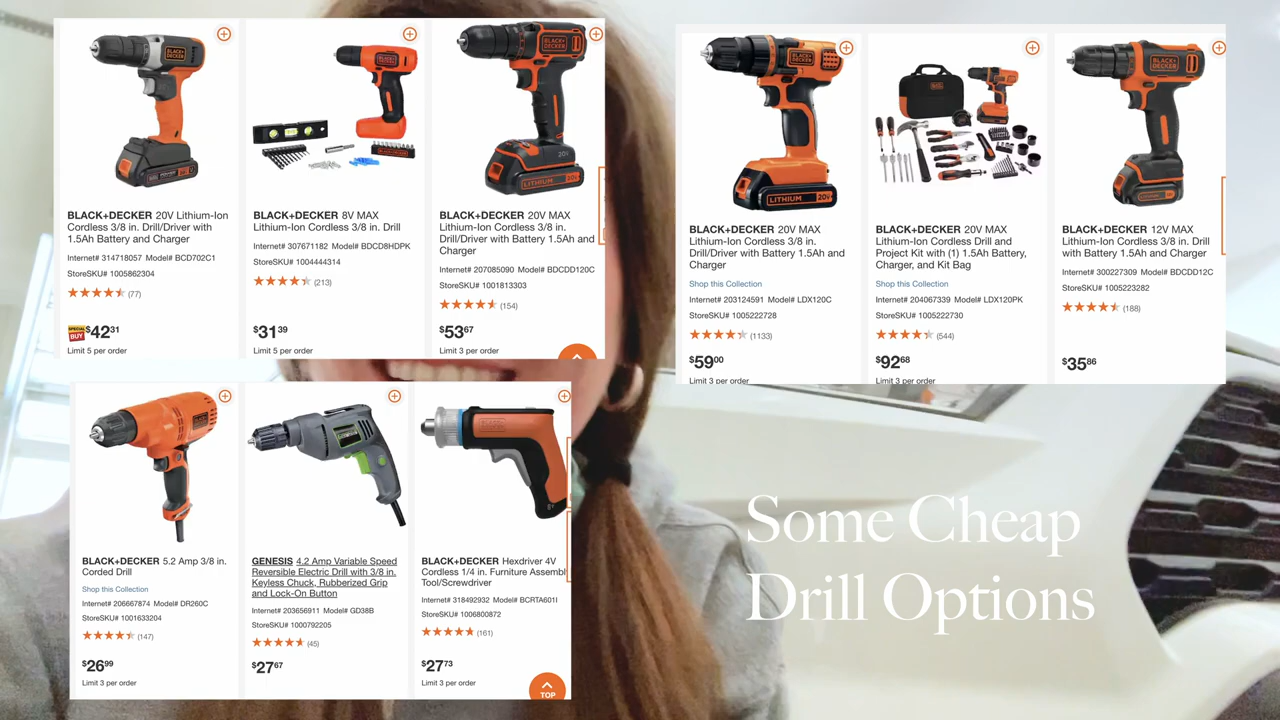 BLACK+DECKER 20V Lithium-Ion
Cordless 3/8 in. Drill/Driver with
1.5Ah Battery and Charger
Internet# 314718057 Model# BCD702C1
StoreSKU# 1005862304
(77)
SPECIAL BUY $42 31
Limit 5 per order
BLACK+DECKER 8V MAX
Lithium-Ion Cordless 3/8 in. Drill
Internet# 307671182 Model# BDCD8HDPK
StoreSKU# 1004444314
(213)
$31 39
Limit 5 per order
20V
LITHIUM 20V
BLACK+DECKER 20V MAX
Lithium-Ion Cordless 3/8 in.
Drill/Driver with Battery 1.5Ah and
Charger
Internet# 207085090 Model# BDCDD120C
StoreSKU# 1001813303
(154)
$53 67
Limit 3 per order
LITHIUM 20V
BLACK+DECKER 20V MAX
Lithium-Ion Cordless 3/8 in.
Drill/Driver with Battery 1.5Ah and
Charger
Shop this Collection
Internet# 203124591 Model# LDX120C
StoreSKU# 1005222728
(1133)
$59 00
Limit 3 per order
BLACK+DECKER 20V MAX
Lithium-Ion Cordless Drill and
Project Kit with (1) 1.5Ah Battery,
Charger, and Kit Bag
Shop this Collection
Internet# 204067339 Model# LDX120PK
StoreSKU# 1005222730
(544)
$92 68
Limit 3 per order
BLACK+DECKER
BLACK+DECKER 12V MAX
Lithium-Ion Cordless 3/8 in. Drill
with Battery 1.5Ah and Charger
Internet# 300227309 Model# BDCDD12C
StoreSKU# 1005223282
(188)
$35 86
BLACK+DECKER 5.2 Amp 3/8 in.
Corded Drill
Shop this Collection
Internet# 206667874 Model# DR260C
StoreSKU# 1001633204
(147)
$26 99
Limit 3 per order
GENESIS 4.2 Amp Variable Speed
Reversible Electric Drill with 3/8 in.
Keyless Chuck, Rubberized Grip
and Lock-On Button
Internet# 203656911 Model# GD38B
StoreSKU# 1000792205
(45)
$27 67
BLACK+DECKER Hexdriver 4V
Cordless 1/4 in. Furniture Assembl
Tool/Screwdriver
Internet# 318492932 Model# BCRTA601I
StoreSKU# 1006800872
(161)
$27 73
Limit 3 per order
TOP
Some Cheap
Drill Options